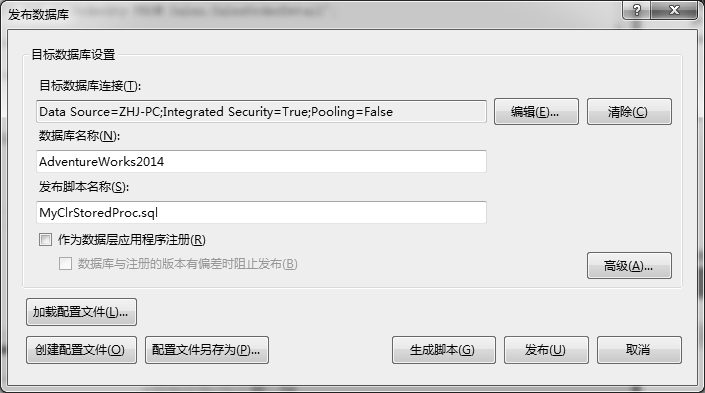 发布数据库
目标数据库设置
目标数据库连接(T):
Data Source=ZHJ-PC;Integrated Security=True;Pooling=False
编辑(E)...
清除(C)
数据库名称(N):
AdventureWorks2014
发布脚本名称(S):
MyClrStoredProc.sql
作为数据层应用程序注册(R)
数据库与注册的版本有偏差时阻止发布(B)
高级(A)...
加载配置文件(L)...
创建配置文件(O)
配置文件另存为(P)...
生成脚本(G)
发布(U)
取消